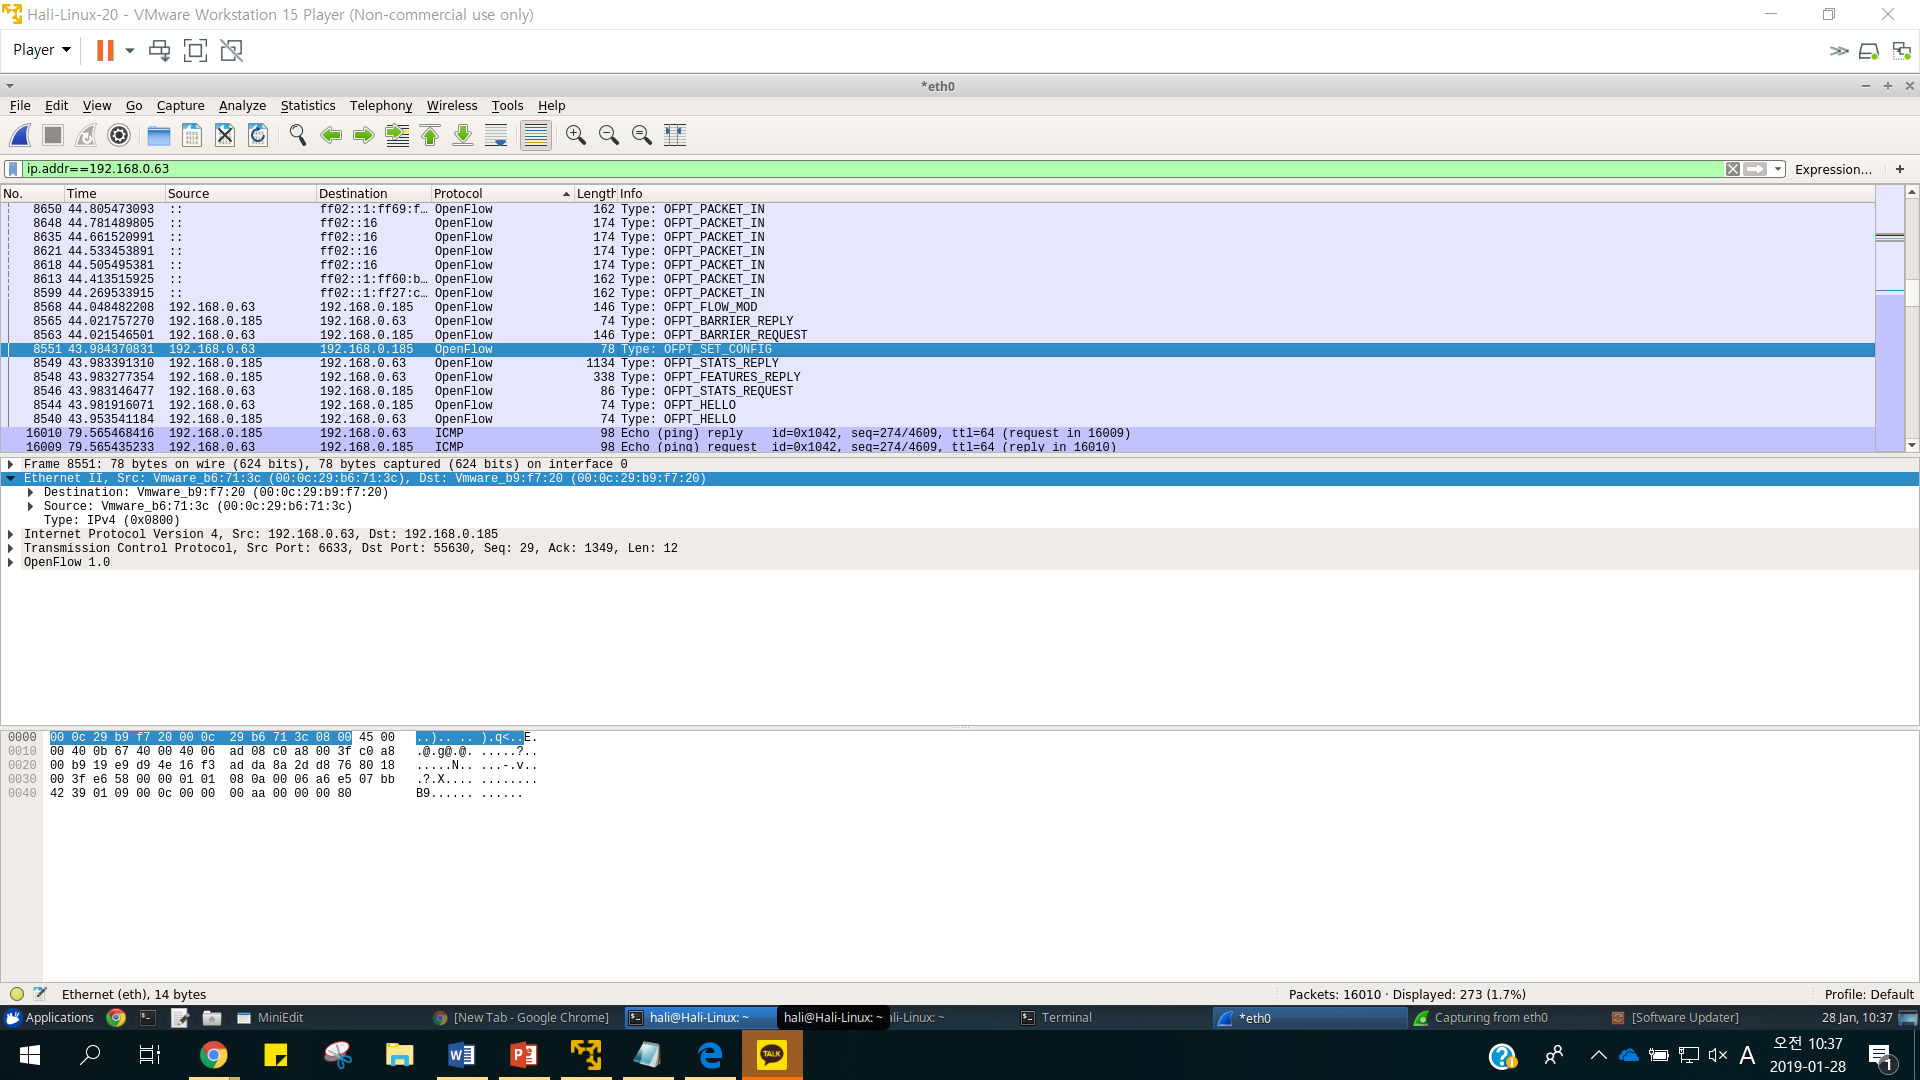 Hali-Linux-20 - VMware Workstation 15 Player (Non-commercial use only)
Player
*eth0
File Edit View Go Capture Analyze Statistics Telephony Wireless Tools Help
ip.addr==192.168.0.63
Expression...
No. Time Source Destination Protocol Length Info
8650 44.805473093 :: ff02::1:ff69:f... OpenFlow 162 Type: OFPT_PACKET_IN
8648 44.781489805 :: ff02::16 OpenFlow 174 Type: OFPT_PACKET_IN
8635 44.661520991 :: ff02::16 OpenFlow 174 Type: OFPT_PACKET_IN
8621 44.533453891 :: ff02::16 OpenFlow 174 Type: OFPT_PACKET_IN
8618 44.505495381 :: ff02::16 OpenFlow 174 Type: OFPT_PACKET_IN
8613 44.413515925 :: ff02::1:ff60:b... OpenFlow 162 Type: OFPT_PACKET_IN
8599 44.269533915 :: ff02::1:ff27:c... OpenFlow 162 Type: OFPT_PACKET_IN
8568 44.048482208 192.168.0.63 192.168.0.185 OpenFlow 146 Type: OFPT_FLOW_MOD
8565 44.021757270 192.168.0.185 192.168.0.63 OpenFlow 74 Type: OFPT_BARRIER_REPLY
8563 44.021546501 192.168.0.63 192.168.0.185 OpenFlow 146 Type: OFPT_BARRIER_REQUEST
8551 43.984370831 192.168.0.63 192.168.0.185 OpenFlow 78 Type: OFPT_SET_CONFIG
8549 43.983391310 192.168.0.185 192.168.0.63 OpenFlow 1134 Type: OFPT_STATS_REPLY
8548 43.983277354 192.168.0.185 192.168.0.63 OpenFlow 338 Type: OFPT_FEATURES_REPLY
8546 43.983146477 192.168.0.63 192.168.0.185 OpenFlow 86 Type: OFPT_STATS_REQUEST
8544 43.981916071 192.168.0.63 192.168.0.185 OpenFlow 74 Type: OFPT_HELLO
8540 43.953541184 192.168.0.185 192.168.0.63 OpenFlow 74 Type: OFPT_HELLO
16010 79.565468416 192.168.0.185 192.168.0.63 ICMP 98 Echo (ping) reply id=0x1042, seq=274/4609, ttl=64 (request in 16009)
16009 79.565435233 192.168.0.63 192.168.0.185 ICMP 98 Echo (ping) request id=0x1042, seq=274/4609, ttl=64 (reply in 16010)
Frame 8551: 78 bytes on wire (624 bits), 78 bytes captured (624 bits) on interface 0
Ethernet II, Src: Vmware_b6:71:3c (00:0c:29:b6:71:3c), Dst: Vmware_b9:f7:20 (00:0c:29:b9:f7:20)
Destination: Vmware_b9:f7:20 (00:0c:29:b9:f7:20)
Source: Vmware_b6:71:3c (00:0c:29:b6:71:3c)
Type: IPv4 (0x0800)
Internet Protocol Version 4, Src: 192.168.0.63, Dst: 192.168.0.185
Transmission Control Protocol, Src Port: 6633, Dst Port: 55630, Seq: 29, Ack: 1349, Len: 12
OpenFlow 1.0
0000 00 0c 29 b9 f7 20 00 0c 29 b6 71 3c 08 00 45 00 ..).. .. ).q<..E.
0010 00 40 0b 67 40 00 40 06 ad 08 c0 a8 00 3f c0 a8 .@.g@.@. .....?..
0020 00 b9 19 e9 d9 4e 16 f3 ad da 8a 2d d8 76 80 18 .....N.. ...-.v..
0030 00 3f e6 58 00 00 01 01 08 0a 00 06 a6 e5 07 bb .?.X.... ........
0040 42 39 01 09 00 0c 00 00 00 aa 00 00 00 80 B9...... ......
Ethernet (eth), 14 bytes
Packets: 16010 · Displayed: 273 (1.7%)
Profile: Default
Applications
MiniEdit
[New Tab - Google Chrome]
hali@Hali-Linux: ~
hali@Hali-Linux: ~
ali-Linux: ~
Terminal
*eth0
Capturing from eth0
[Software Updater]
28 Jan, 10:37
TALK
A
오전 10:37
2019-01-28
1